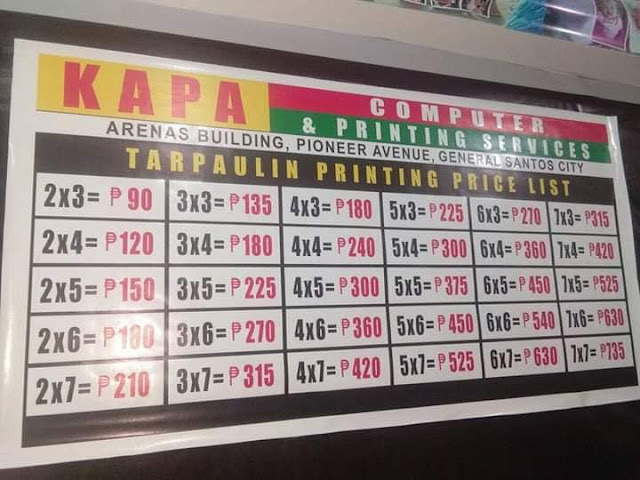 KAPA
COMPUTER
& PRINTING SERVICES
ARENAS BUILDING, PIONEER AVENUE, GENERAL SANTOS CITY
TARPAULIN PRINTING PRICE LIST
2x3= ₱ 90 3x3= ₱135 4x3= ₱180 5x3= ₱225 6x3= ₱270 7x3= ₱315
2x4= ₱120 3x4= ₱180 4x4= ₱240 5x4= ₱300 6x4= ₱360 7x4= ₱420
2x5= ₱150 3x5= ₱225 4x5= ₱300 5x5= ₱375 6x5= ₱450 7x5= ₱525
2x6= ₱180 3x6= ₱270 4x6= ₱360 5x6= ₱450 6x6= ₱540 7x6= ₱630
2x7= ₱210 3x7= ₱315 4x7= ₱420 5x7= ₱525 6x7= ₱630 7x7= ₱735